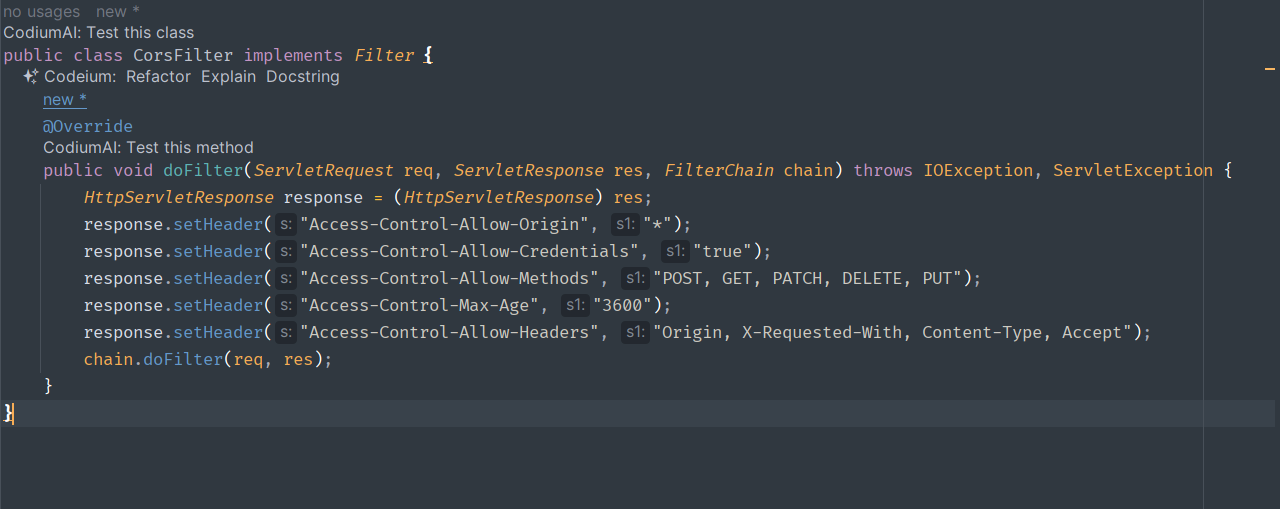 no usages new *
CodiumAI: Test this class
public class CorsFilter implements Filter {
Codeium: Refactor Explain Docstring
new *
@Override
CodiumAI: Test this method
public void doFilter(ServletRequest req, ServletResponse res, FilterChain chain) throws IOException, ServletException {
HttpServletResponse response = (HttpServletResponse) res;
response.setHeader( s: "Access-Control-Allow-Origin", s1: "*");
response.setHeader( s: "Access-Control-Allow-Credentials", s1: "true");
response.setHeader( s: "Access-Control-Allow-Methods", s1: "POST, GET, PATCH, DELETE, PUT");
response.setHeader( s: "Access-Control-Max-Age", s1: "3600");
response.setHeader( s: "Access-Control-Allow-Headers", s1: "Origin, X-Requested-With, Content-Type, Accept");
chain.doFilter(req, res);
}
}